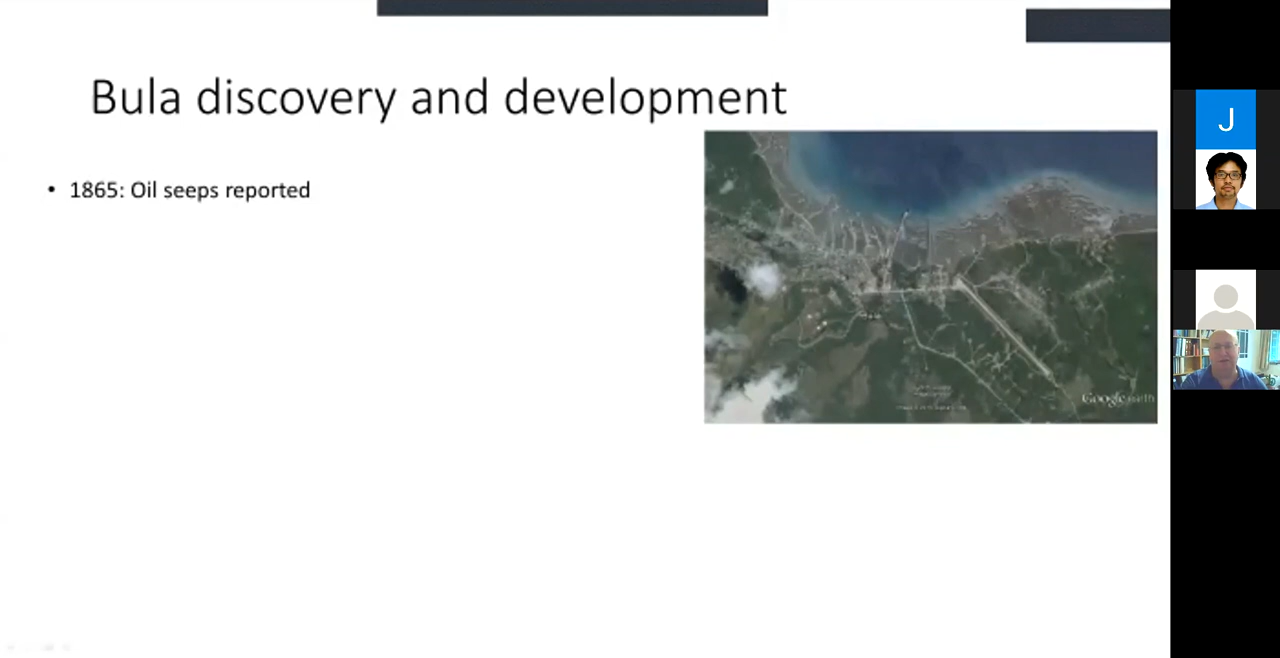 Bula discovery and development
• 1865: Oil seeps reported
Google earth
J